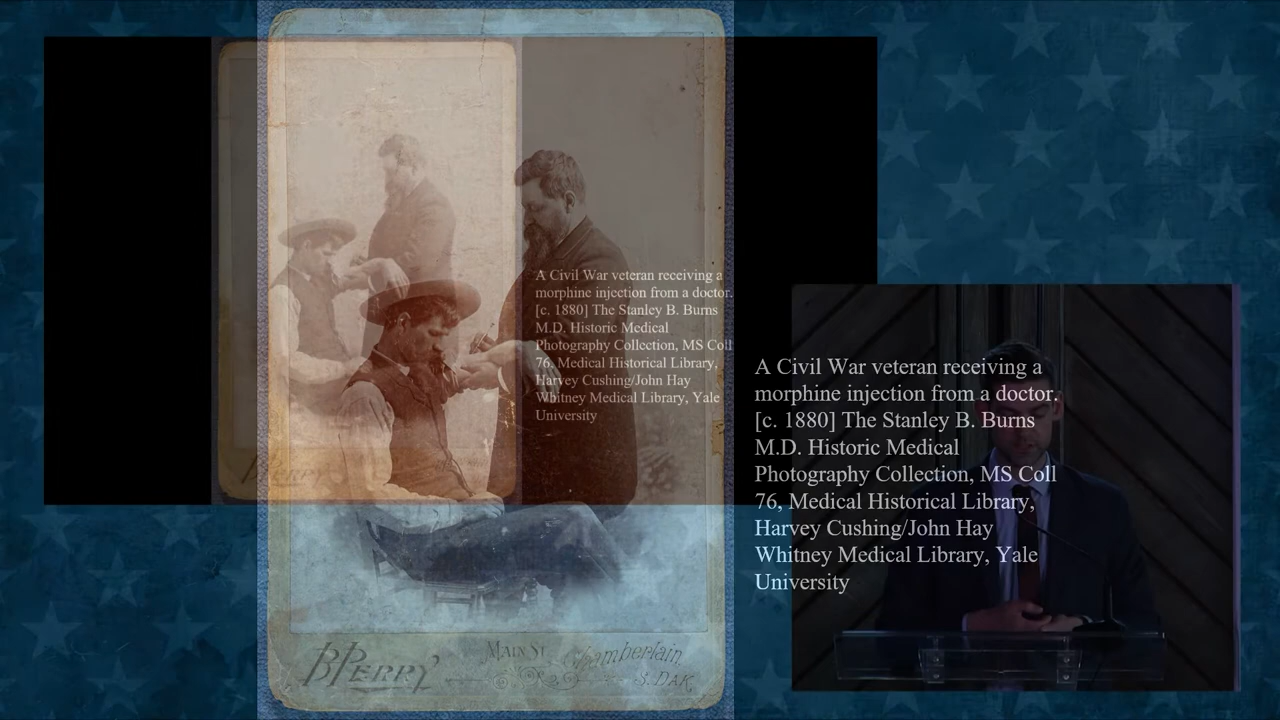 A Civil War veteran receiving a
morphine injection from a doctor.
[c. 1880] The Stanley B. Burns
M.D. Historic Medical
Photography Collection, MS Coll
76, Medical Historical Library,
Harvey Cushing/John Hay
Whitney Medical Library, Yale
University
A Civil War veteran receiving a
morphine injection from a doctor.
[c. 1880] The Stanley B. Burns
M.D. Historic Medical
Photography Collection, MS Coll
76, Medical Historical Library,
Harvey Cushing/John Hay
Whitney Medical Library, Yale
University
BPERRY MAIN ST Chamberlain, S. DAK.